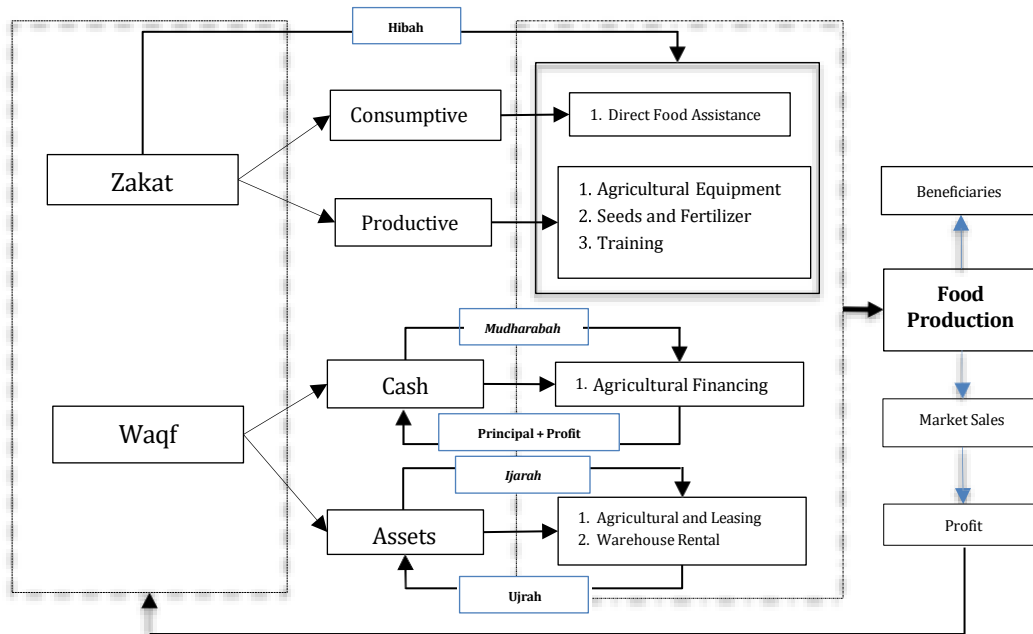 Hibah
Consumptive
1. Direct Food Assistance
Zakat
1. Agricultural Equipment
2. Seeds and Fertilizer
3. Training
Productive
Beneficiaries
Food
Production
Mudharabah
Cash
1. Agricultural Financing
Market Sales
Waqf
Principal + Profit
Ijarah
Assets
1. Agricultural and Leasing
2. Warehouse Rental
Profit
Ujrah